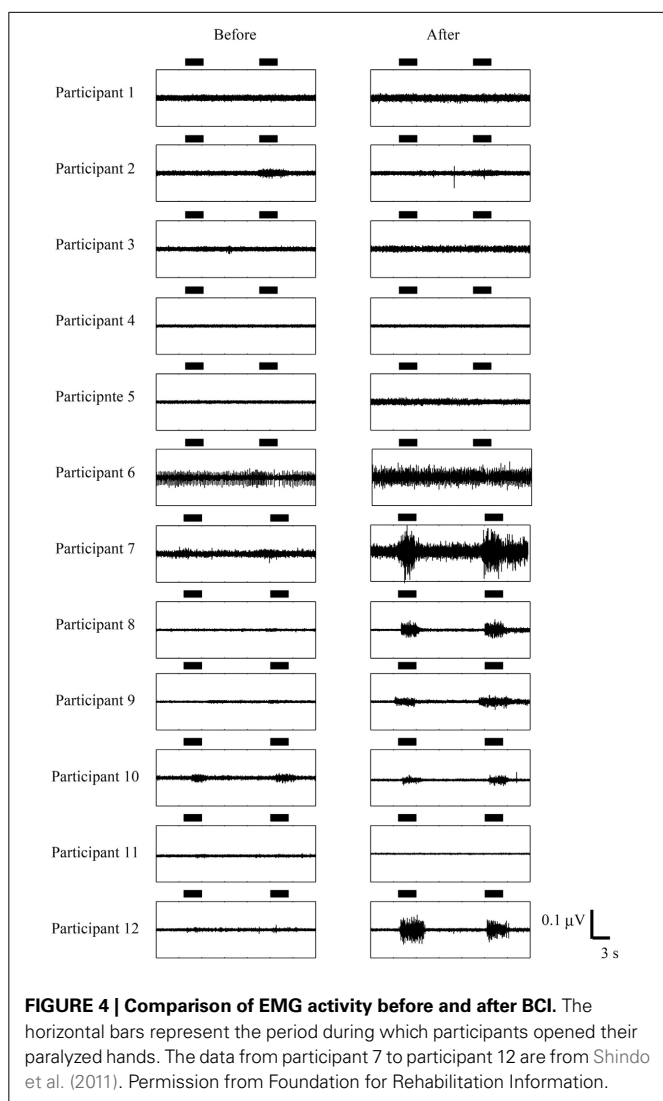 Before After
Participant 1
Participant 2
Participant 3
Participant 4
Participnte 5
Participant 6
Participant 7
Participant 8
Participant 9
Participant 10
Participant 11
Participant 12
0.1 µV
3 s
FIGURE 4 | Comparison of EMG activity before and after BCI. The
horizontal bars represent the period during which participants opened their
paralyzed hands. The data from participant 7 to participant 12 are from Shindo
et al. (2011). Permission from Foundation for Rehabilitation Information.